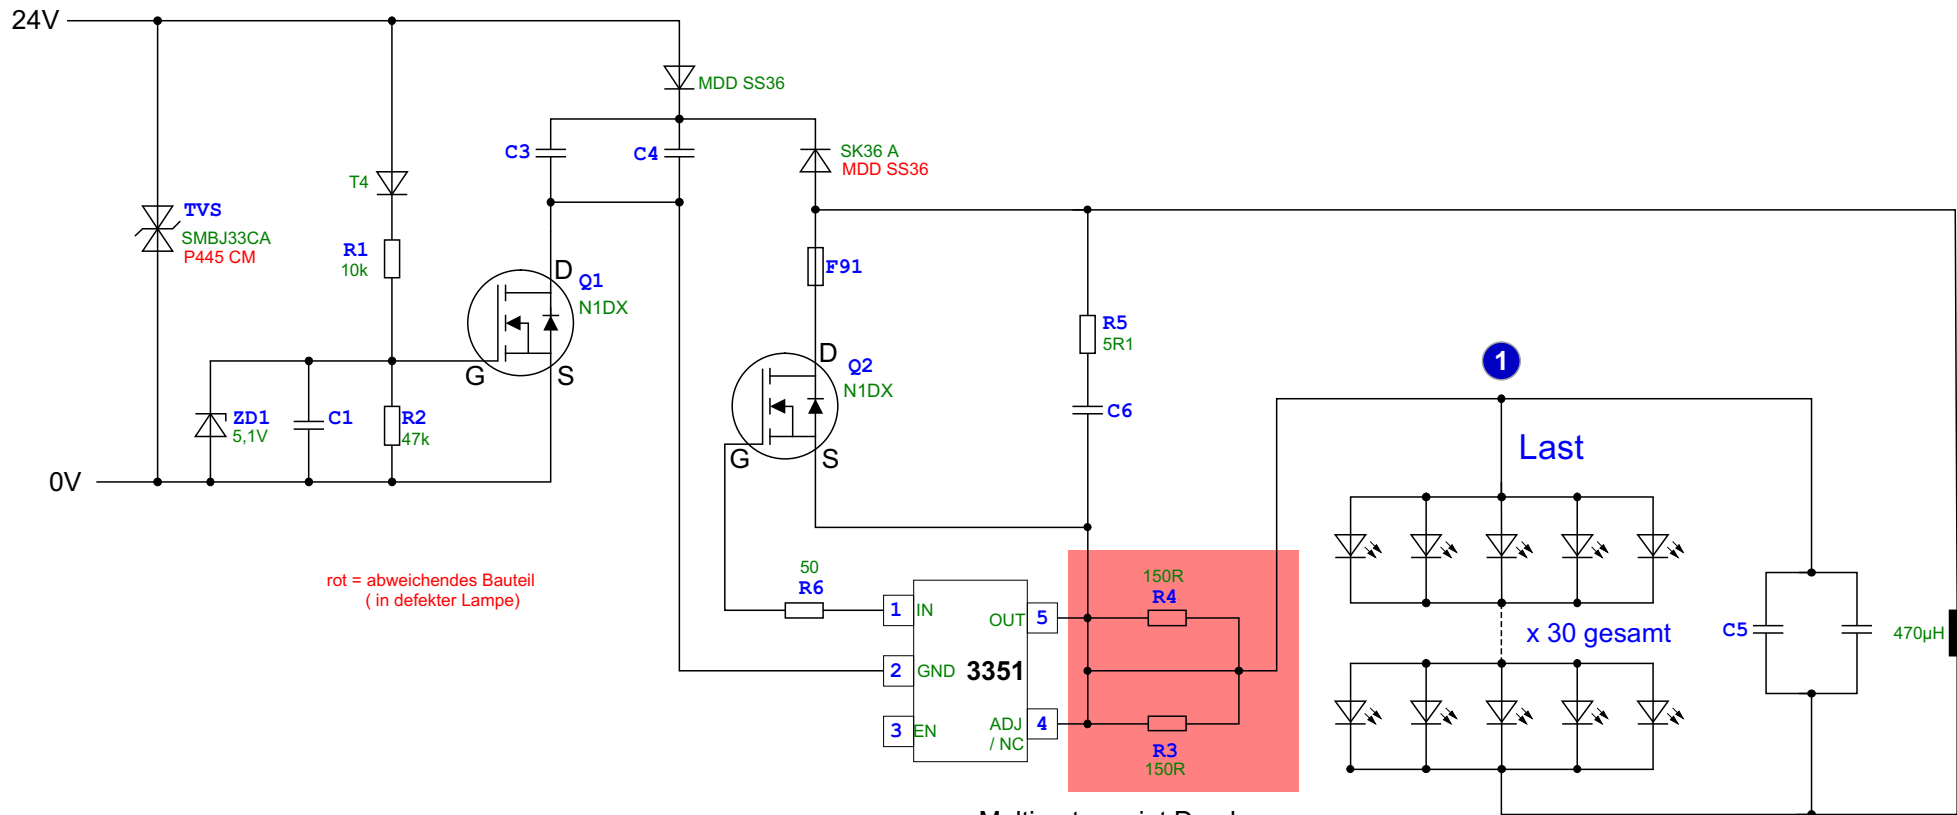 24V
MDD SS36
C3
C4
SK36 A
MDD SS36
T4
TVS
SMBJ33CA
P445 CM
R1
10k
D
Q1
N1DX
G
S
F91
R5
5R1
D
Q2
N1DX
G
S
C6
1
Last
ZD1
5,1V
C1
R2
47k
0V
rot = abweichendes Bauteil
( in defekter Lampe)
50
R6
1
IN
OUT
5
150R
R4
2
GND
3351
3
EN
ADJ
/ NC
4
R3
150R
x 30 gesamt
C5
470µH